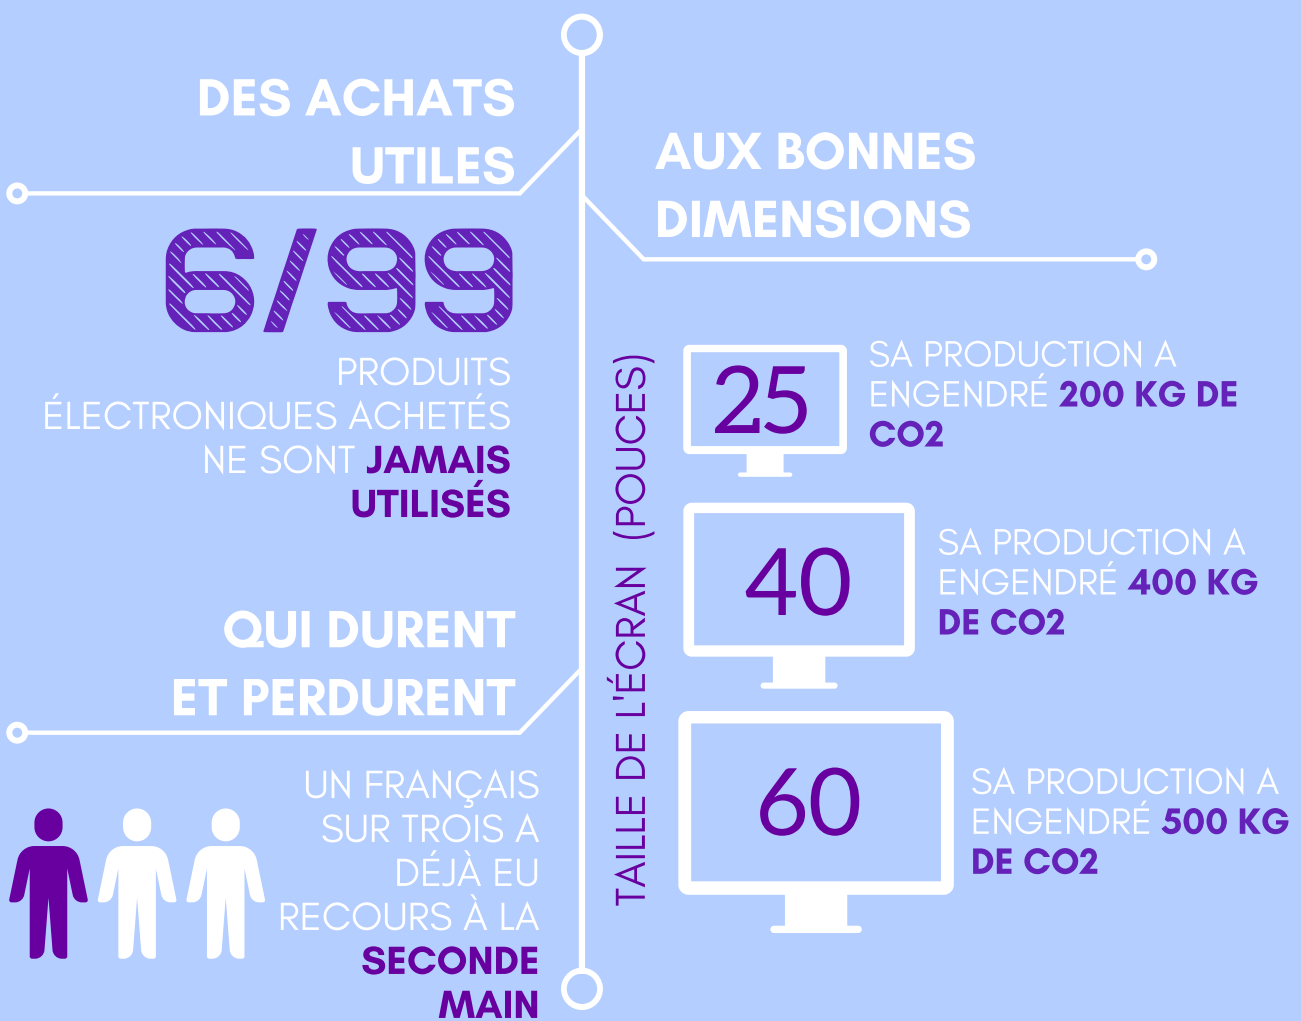 DES ACHATS
UTILES
6/99
PRODUITS
ÉLECTRONIQUES ACHETÉS
NE SONT JAMAIS
UTILISÉS
AUX BONNES
DIMENSIONS
TAILLE DE L'ÉCRAN (POUCES)
25
SA PRODUCTION A
ENGENDRÉ 200 KG DE
CO2
40
SA PRODUCTION A
ENGENDRÉ 400 KG
DE CO2
60
SA PRODUCTION A
ENGENDRÉ 500 KG
DE CO2
QUI DURENT
ET PERDURENT
UN FRANÇAIS
SUR TROIS A
DÉJÀ EU
RECOURS À LA
SECONDE
MAIN